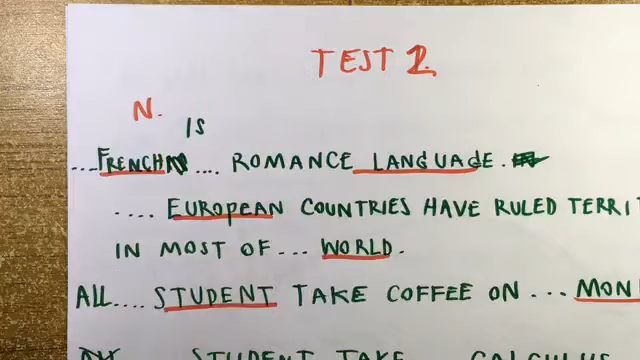 TEST 2
N.
IS
...FRENCH .... ROMANCE LANGUAGE.
.... EUROPEAN COUNTRIES HAVE RULED TERRI
IN MOST OF ... WORLD.
ALL .... STUDENT TAKE COFFEE ON ... MON
STUDENT TAKE CALCULUS